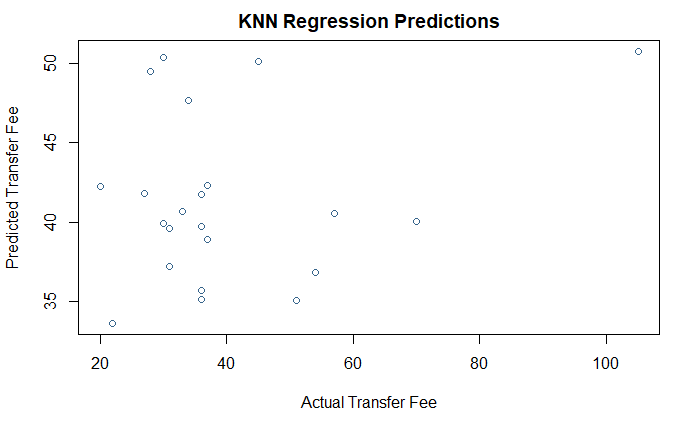 KNN Regression Predictions
Predicted Transfer Fee
50
45
40
35
20 40 60 80 100
Actual Transfer Fee